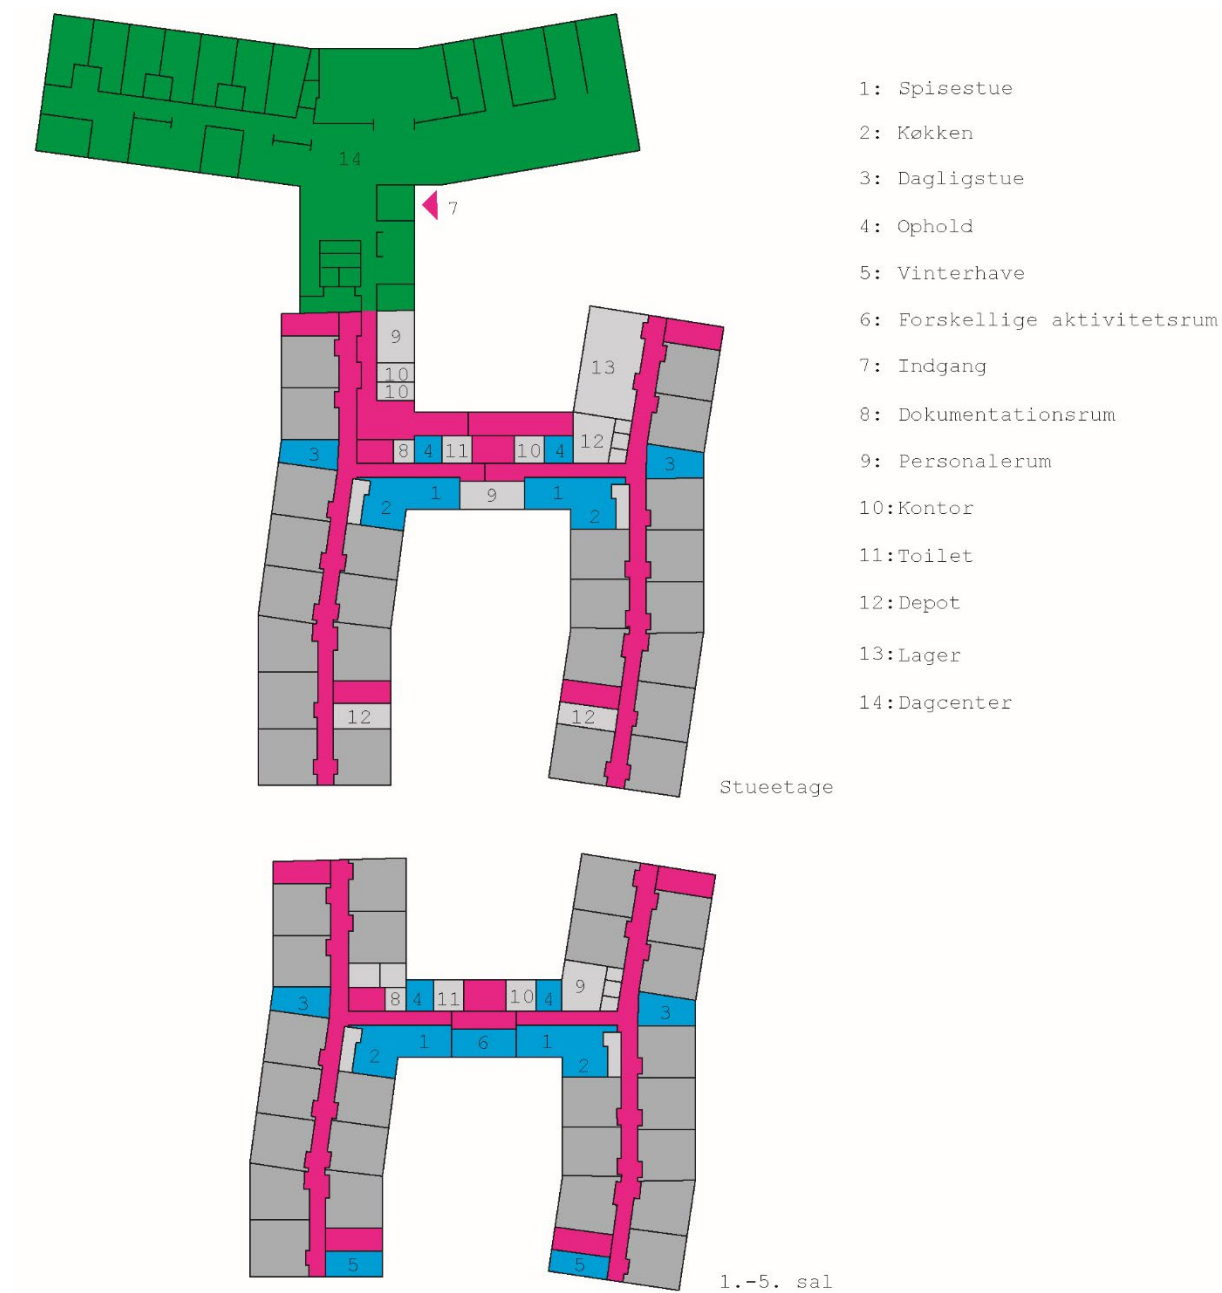 14
7
1: Spisestue
2: Køkken
3: Dagligstue
4: Ophold
5: Vinterhave
6: Forskellige aktivitetsrum
7: Indgang
8: Dokumentationsrum
9: Personalerum
10:Kontor
11:Toilet
12:Depot
13:Lager
14:Dagcenter
9
10
10
13
3
8
4
11
10
4
12
3
2
1
9
1
2
12
12
Stueetage
3
8
4
11
10
4
9
3
2
1
6
1
2
5
5
1.-5. sal